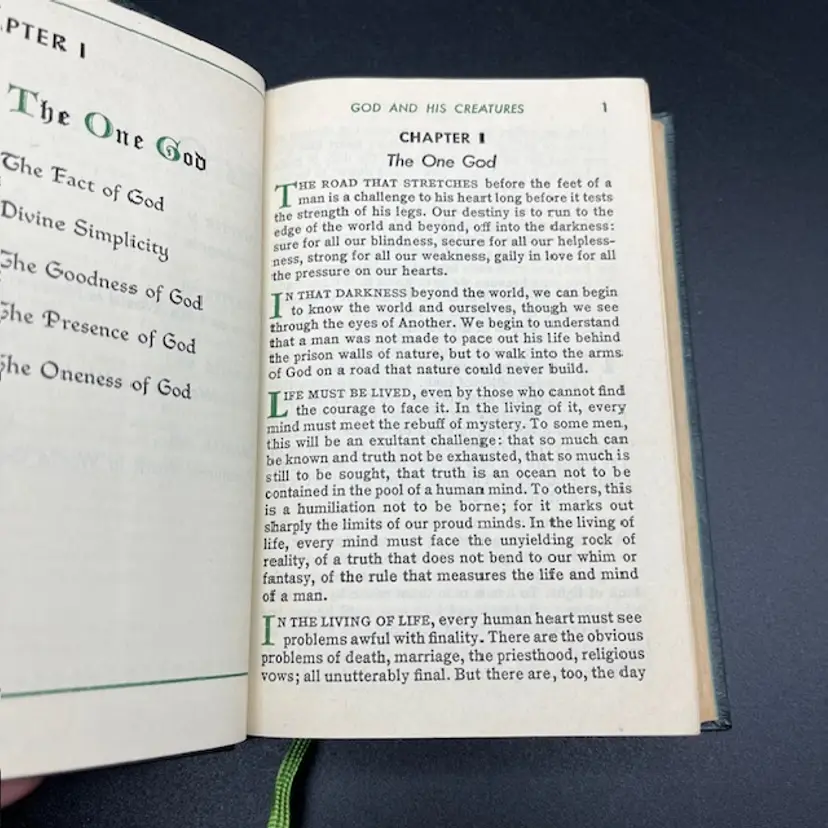 APTER I
The One God
The Fact of God
Divine Simplicity
The Goodness of God
The Presence of God
The Oneness of God
GOD AND HIS CREATURES 1
CHAPTER I
The One God
THE ROAD THAT STRETCHES before the feet of a
man is a challenge to his heart long before it tests
the strength of his legs. Our destiny is to run to the
edge of the world and beyond, off into the darkness:
sure for all our blindness, secure for all our helpless-
ness, strong for all our weakness, gaily in love for all
the pressure on our hearts.
IN THAT DARKNESS beyond the world, we can begin
to know the world and ourselves, though we see
through the eyes of Another. We begin to understand
that a man was not made to pace out his life behind
the prison walls of nature, but to walk into the arms
of God on a road that nature could never build.
LIFE MUST BE LIVED, even by those who cannot find
the courage to face it. In the living of it, every
mind must meet the rebuff of mystery. To some men,
this will be an exultant challenge: that so much can
be known and truth not be exhausted, that so much is
still to be sought, that truth is an ocean not to be
contained in the pool of a human mind. To others, this
is a humiliation not to be borne; for it marks out
sharply the limits of our proud minds. In the living of
life, every mind must face the unyielding rock of
reality, of a truth that does not bend to our whim or
fantasy, of the rule that measures the life and mind
of a man.
IN THE LIVING OF LIFE, every human heart must see
problems awful with finality. There are the obvious
problems of death, marriage, the priesthood, religious
vows; all unutterably final. But there are, too, the day